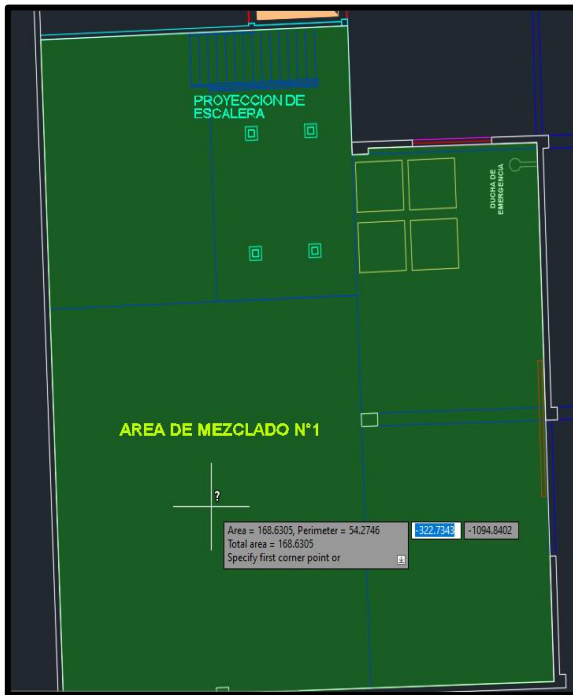 PROYECCION DE
ESCALERA
DUCHA DE
EMERGENCIA
AREA DE MEZCLADO N°1
?
Area = 168.6305, Perimeter = 54.2746
Total area = 168.6305
Specify first corner point or
-322.7343
-1094.8402